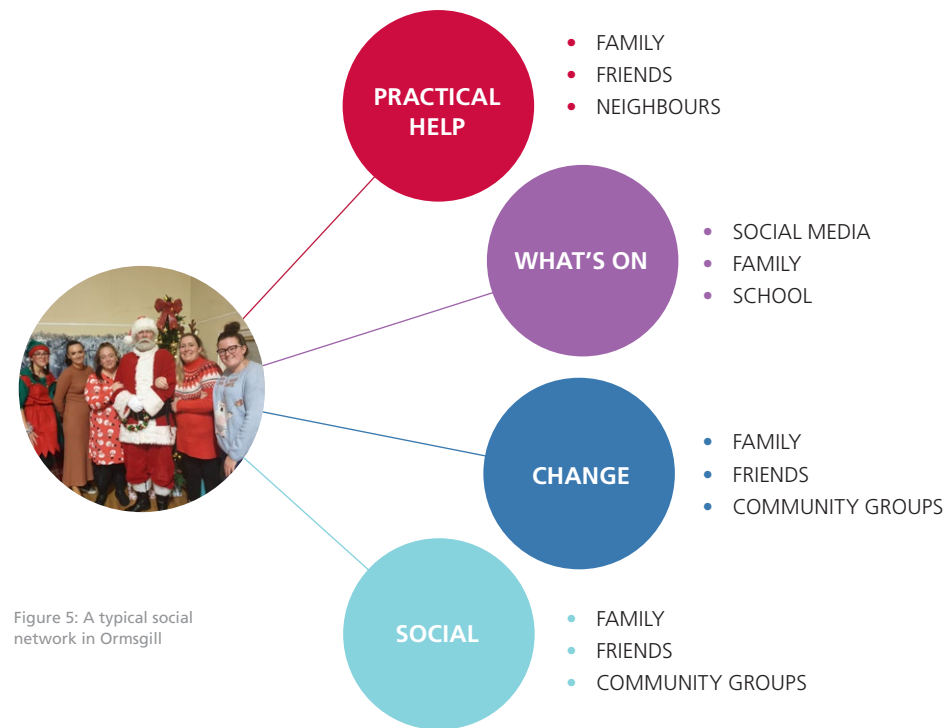 PRACTICAL
HELP
• FAMILY
• FRIENDS
• NEIGHBOURS
WHAT'S ON
• SOCIAL MEDIA
• FAMILY
• SCHOOL
CHANGE
• FAMILY
• FRIENDS
• COMMUNITY GROUPS
SOCIAL
• FAMILY
• FRIENDS
• COMMUNITY GROUPS
Figure 5: A typical social
network in Ormsgill